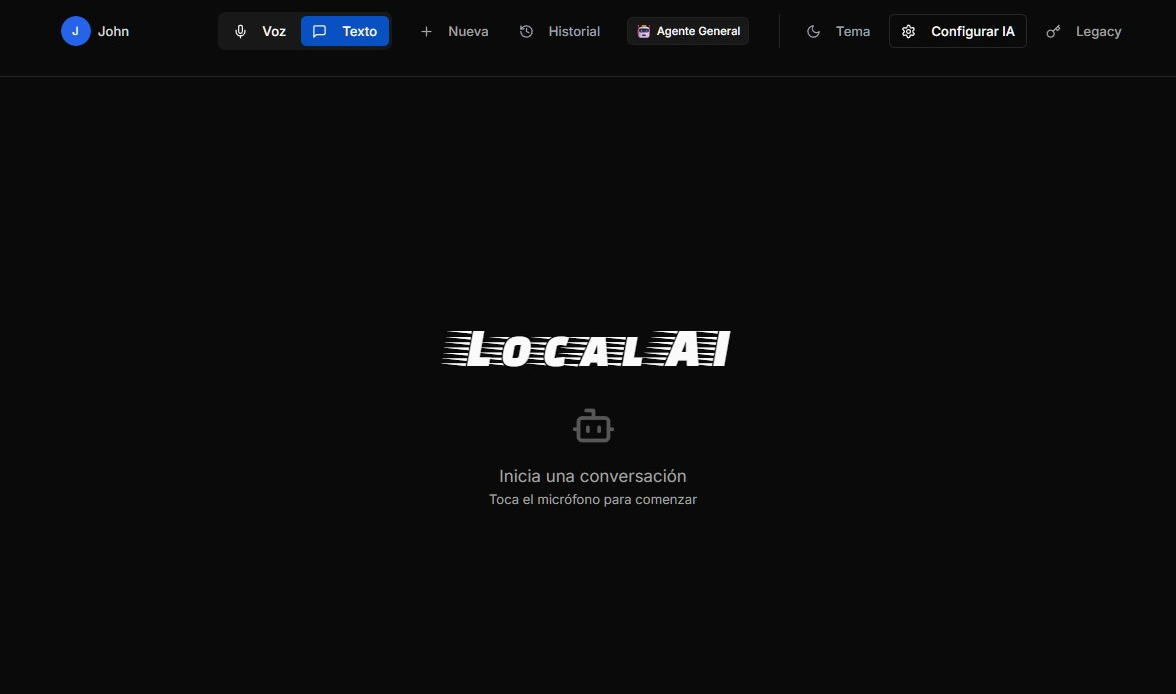 J John Voz Texto Nueva Historial Agente General Tema Configurar IA Legacy
LOCAL AI
Inicia una conversación
Toca el micrófono para comenzar